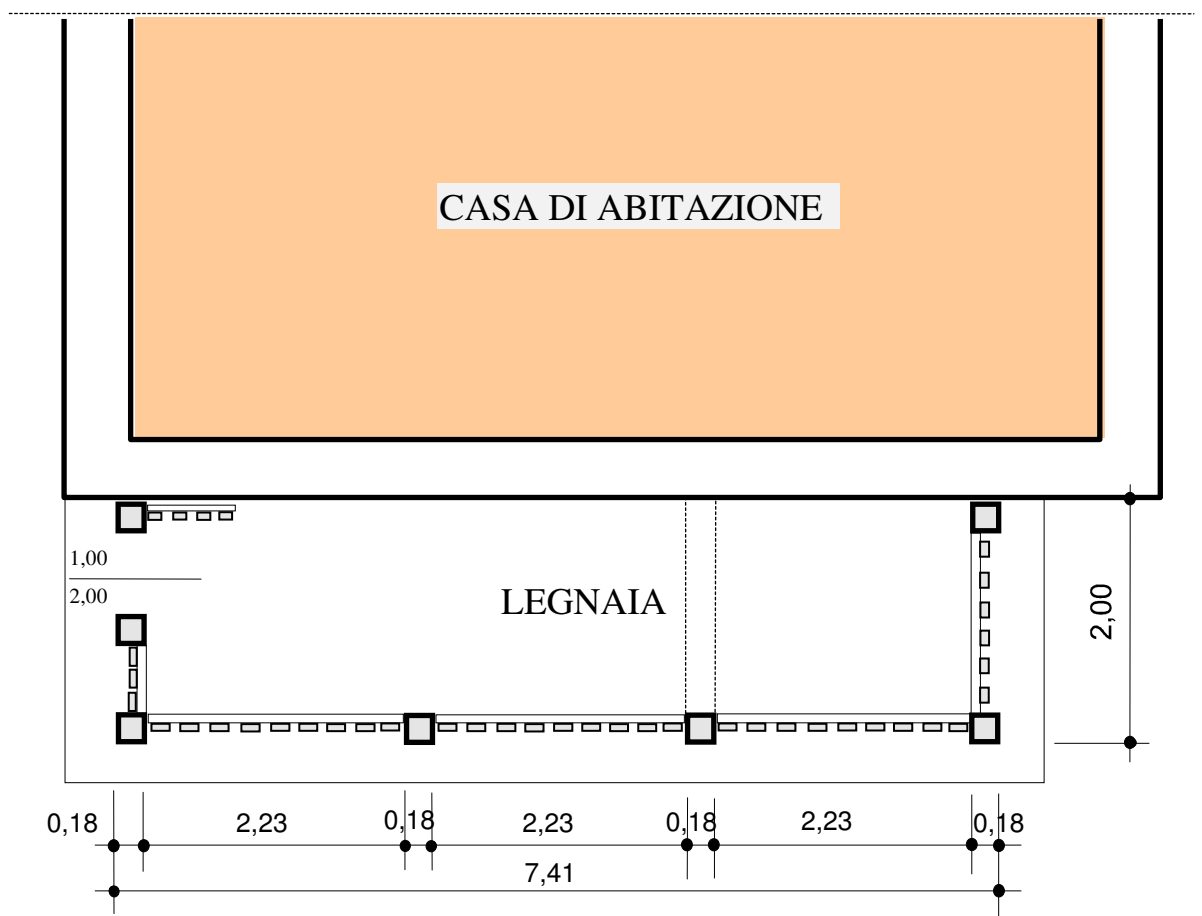 CASA DI ABITAZIONE
1,00
2,00
LEGNAIA
2,00
0,18 2,23 0,18 2,23 0,18 2,23 0,18
7,41